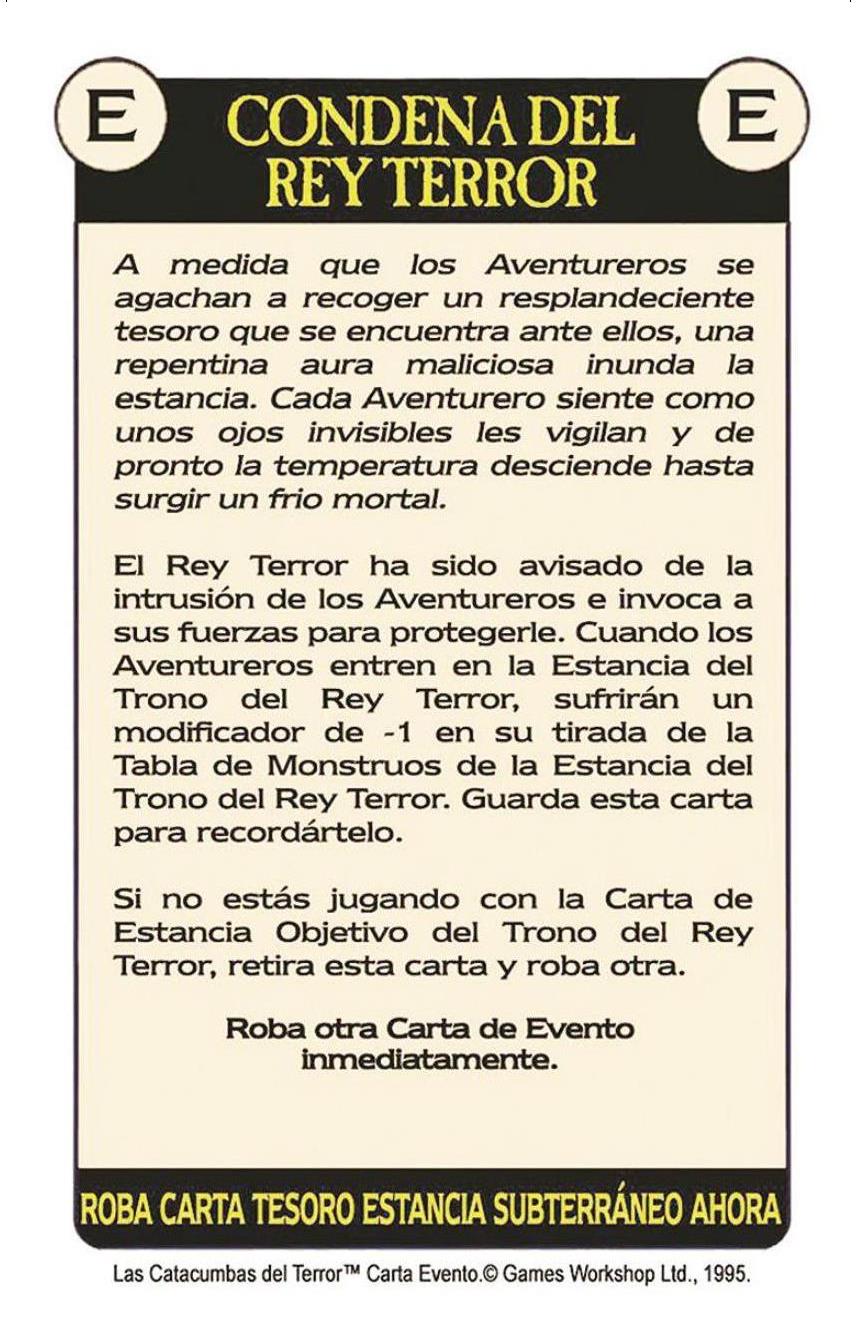 E
E
CONDENA DEL
REY TERROR
A medida que los Aventureros se
agachan a recoger un resplandeciente
tesoro que se encuentra ante ellos, una
repentina aura maliciosa inunda la
estancia. Cada Aventurero siente como
unos ojos invisibles les vigilan y de
pronto la temperatura desciende hasta
surgir un frio mortal.
El Rey Terror ha sido avisado de la
intrusión de los Aventureros e invoca a
sus fuerzas para protegerle. Cuando los
Aventureros entren en la Estancia del
Trono del Rey Terror, sufrirán un
modificador de -1 en su tirada de la
Tabla de Monstruos de la Estancia del
Trono del Rey Terror. Guarda esta carta
para recordártelo.
Si no estás jugando con la Carta de
Estancia Objetivo del Trono del Rey
Terror, retira esta carta y roba otra.
Roba otra Carta de Evento
inmediatamente.
ROBA CARTA TESORO ESTANCIA SUBTERRÁNEO AHORA
Las Catacumbas del Terror™ Carta Evento.© Games Workshop Ltd., 1995.